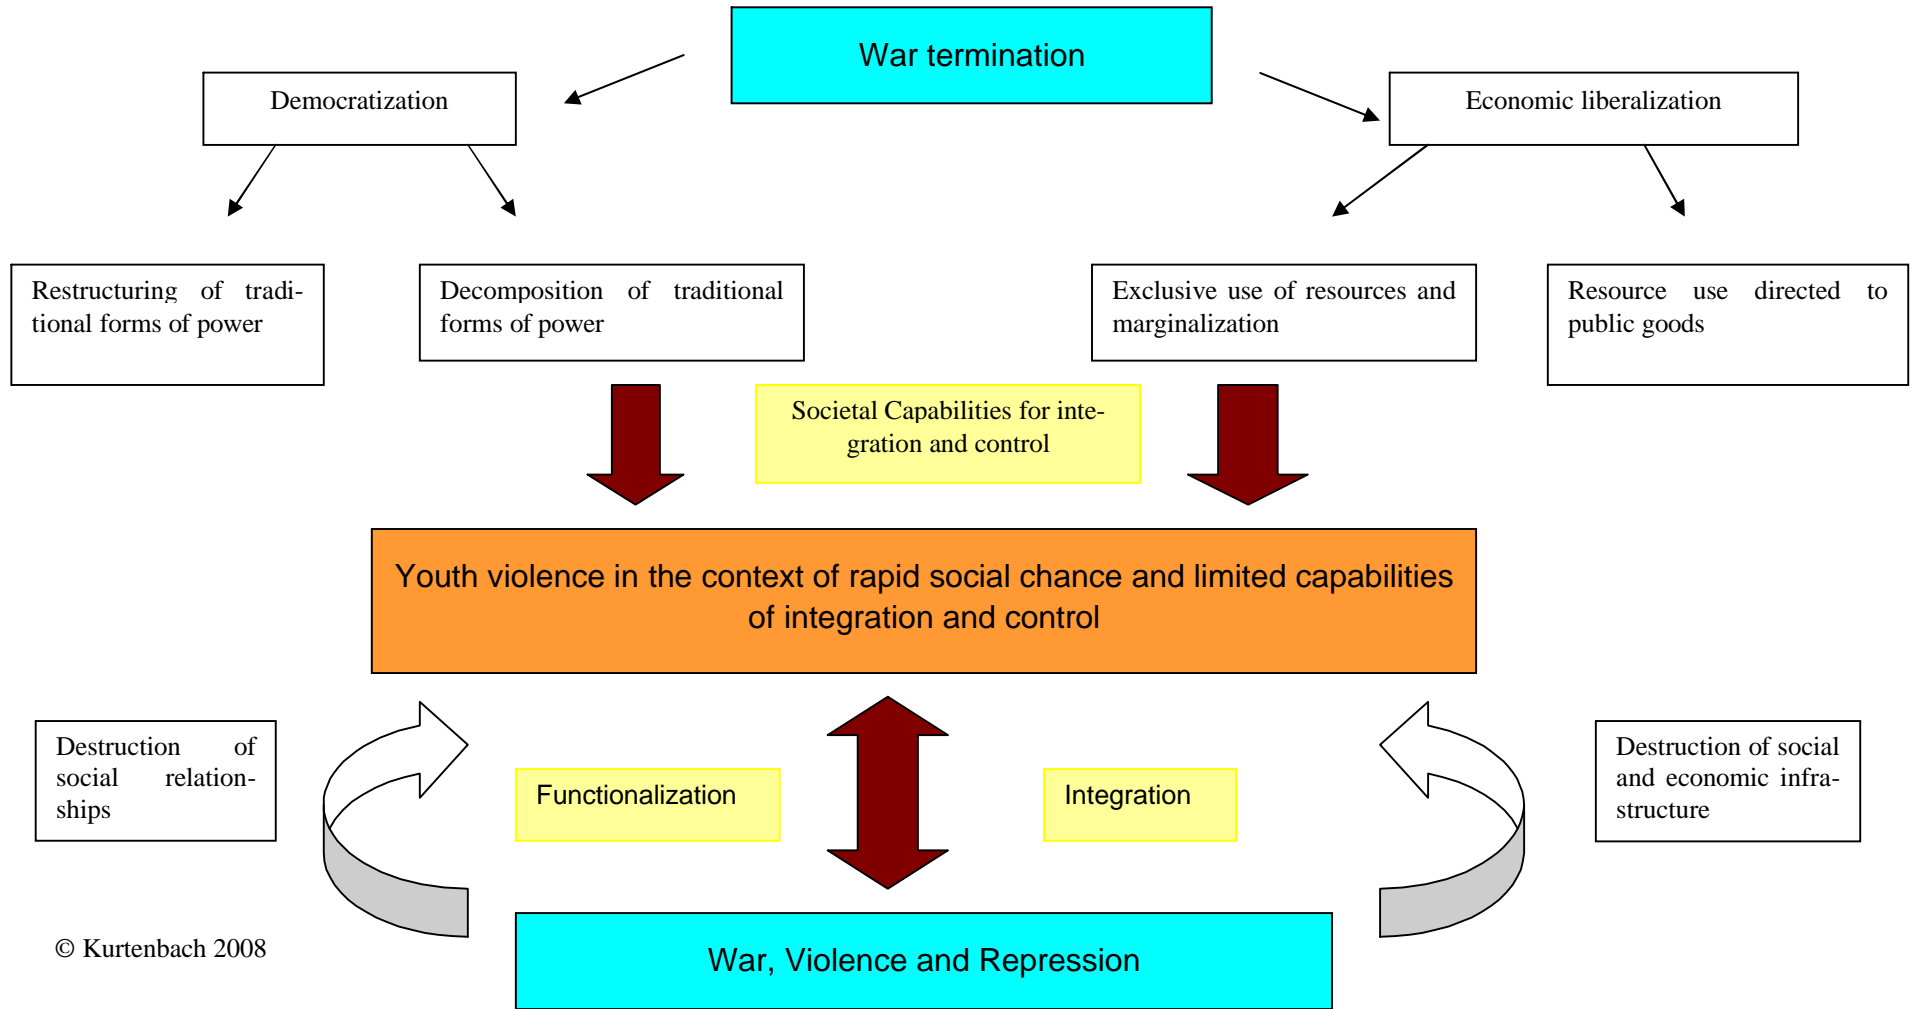 War termination
Democratization
Economic liberalization
Restructuring of tradi-
tional forms of power
Decomposition of traditional
forms of power
Exclusive use of resources and
marginalization
Resource use directed to
public goods
Societal Capabilities for inte-
gration and control
Youth violence in the context of rapid social chance and limited capabilities
of integration and control
Destruction of
social relation-
ships
Functionalization
Integration
Destruction of social
and economic infra-
structure
© Kurtenbach 2008
War, Violence and Repression